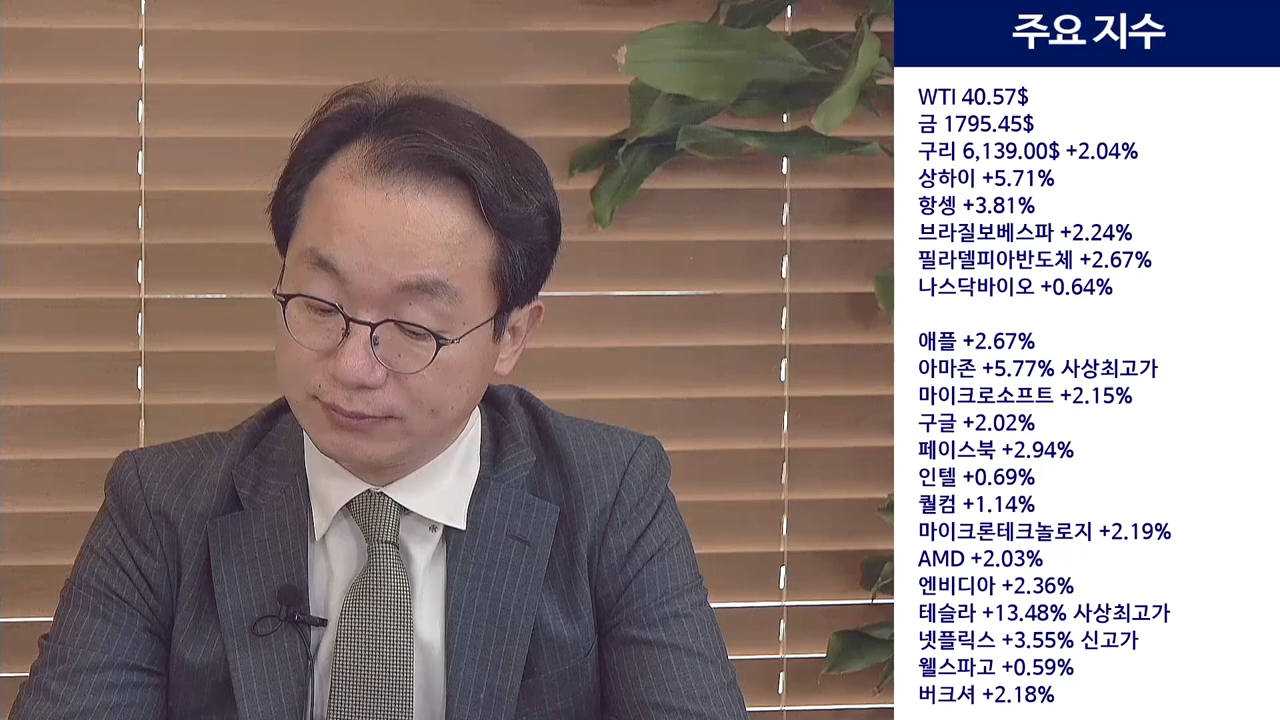 주요 지수
WTI 40.57$
금 1795.45$
구리 6,139.00$ +2.04%
상하이 +5.71%
항셍 +3.81%
브라질보베스파 +2.24%
필라델피아반도체 +2.67%
나스닥바이오 +0.64%
애플 +2.67%
아마존 +5.77% 사상최고가
마이크로소프트 +2.15%
구글 +2.02%
페이스북 +2.94%
인텔 +0.69%
퀄컴 +1.14%
마이크론테크놀로지 +2.19%
AMD +2.03%
엔비디아 +2.36%
테슬라 +13.48% 사상최고가
넷플릭스 +3.55% 신고가
웰스파고 +0.59%
버크셔 +2.18%